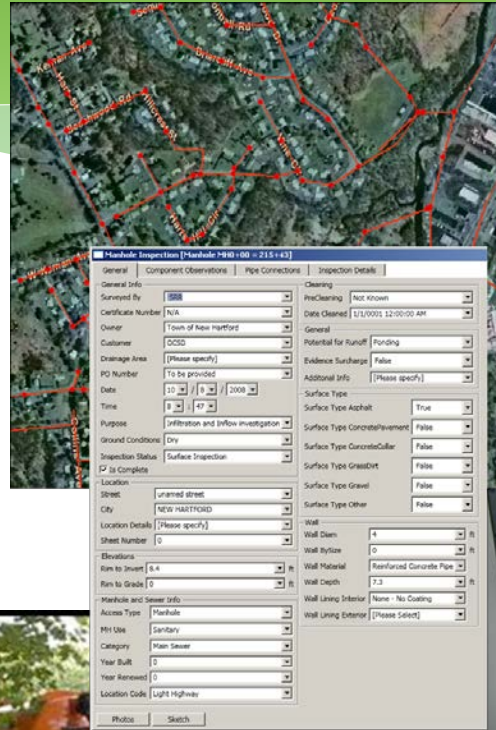 Briarcliff Ave
Beechwood Rd
Hillcrest St
Manhole Inspection [Manhole MH0+00 = 215+43]
General Component Observations Pipe Connections Inspection Details
General Info
Surveyed By
Certificate Number N/A
Owner Town of New Hartford
Customer OCSD
Drainage Area [Please specify]
PO Number To be provided
Date 10 / 8 / 2008
Time 8 : 47
Purpose Infiltration and Inflow investigation
Ground Conditions Dry
Inspection Status Surface Inspection
Is Complete
Location
Street unamed street
City NEW HARTFORD
Location Details [Please specify]
Sheet Number 0
Elevations
Rim to Invert 8.4 ft
Rim to Grade 0 ft
Manhole and Sewer Info
Access Type Manhole
MH Use Sanitary
Category Main Sewer
Year Built 0
Year Renewed 0
Location Code Light Highway
Photos Sketch
Cleaning
PreCleaning Not Known
Date Cleaned 1/1/0001 12:00:00 AM
General
Potential for Runoff Ponding
Evidence Surcharge False
Additonal Info [Please specify]
Surface Type
Surface Type Asphalt True
Surface Type ConcretePavement False
Surface Type ConcreteCollar False
Surface Type GrassDirt False
Surface Type Gravel False
Surface Type Other False
Wall
Wall Diam 4 ft
Wall BySize 0 ft
Wall Material Reinforced Concrete Pipe
Wall Depth 7.3 ft
Wall Lining Interior None - No Coating
Wall Lining Exterior [Please Select]